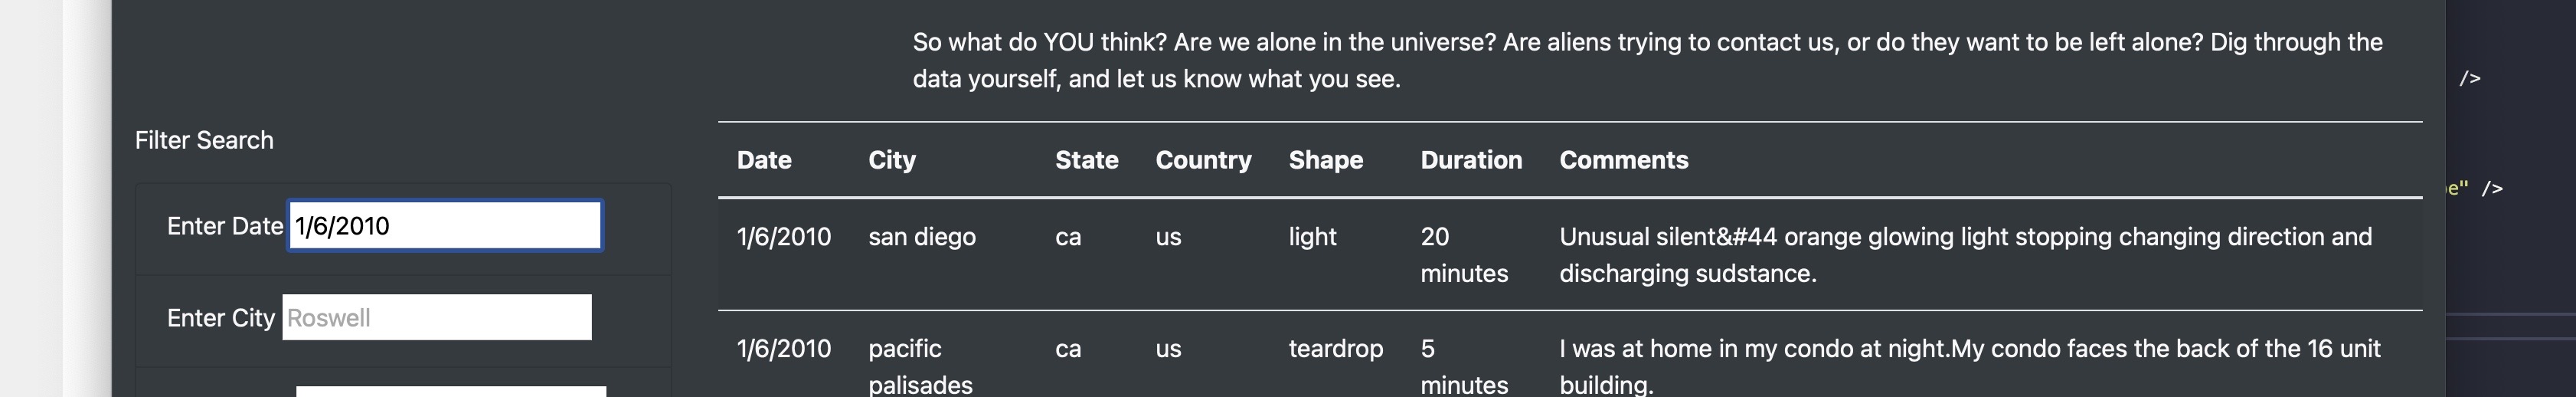 So what do YOU think? Are we alone in the universe? Are aliens trying to contact us, or do they want to be left alone? Dig through the
data yourself, and let us know what you see.
/>
Filter Search
Date City State Country Shape Duration Comments
e" />
Enter Date 1/6/2010
1/6/2010 san diego ca us light 20 Unusual silent&#44 orange glowing light stopping changing direction and
minutes discharging sudstance.
Enter City Roswell
1/6/2010 pacific ca us teardrop 5 I was at home in my condo at night.My condo faces the back of the 16 unit
palisades minutes building.